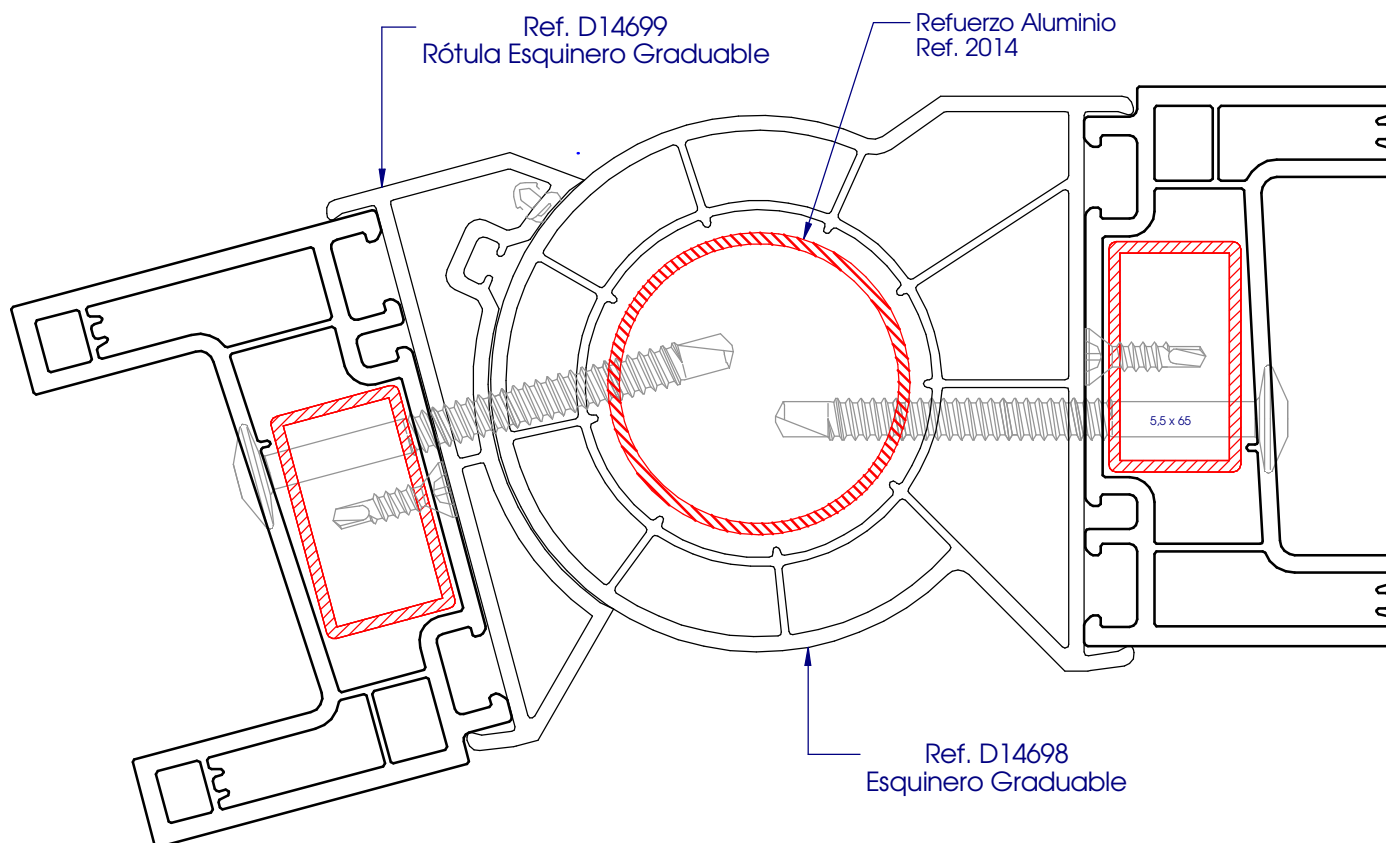 Ref. D14699
Rótula Esquinero Graduable
Refuerzo Aluminio
Ref. 2014
5,5 x 65
Ref. D14698
Esquinero Graduable